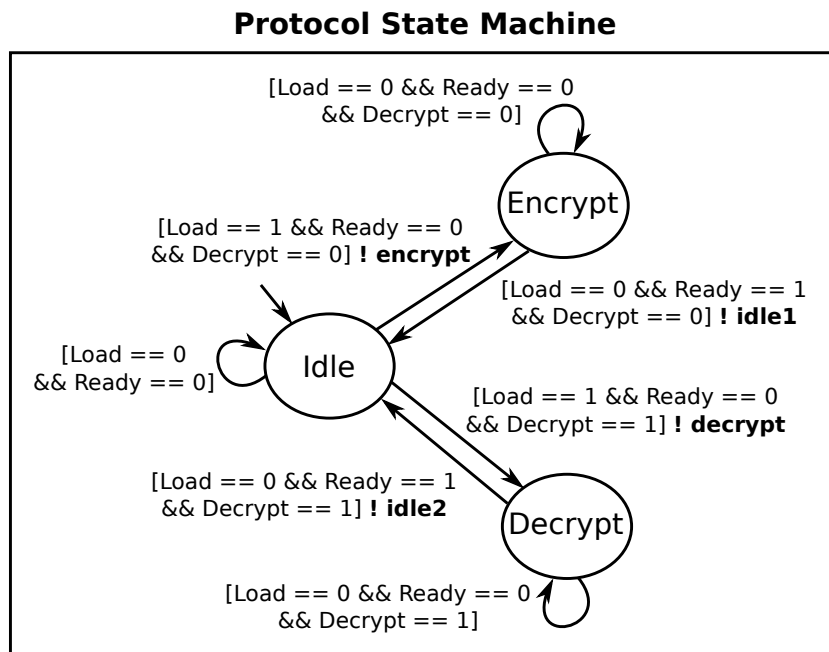 Protocol State Machine
[Load == 0 && Ready == 0
&& Decrypt == 0]
Encrypt
[Load == 1 && Ready == 0
&& Decrypt == 0] ! encrypt
[Load == 0 && Ready == 1
&& Decrypt == 0] ! idle1
[Load == 0
&& Ready == 0]
Idle
[Load == 1 && Ready == 0
&& Decrypt == 1] ! decrypt
[Load == 0 && Ready == 1
&& Decrypt == 1] ! idle2
Decrypt
[Load == 0 && Ready == 0
&& Decrypt == 1]